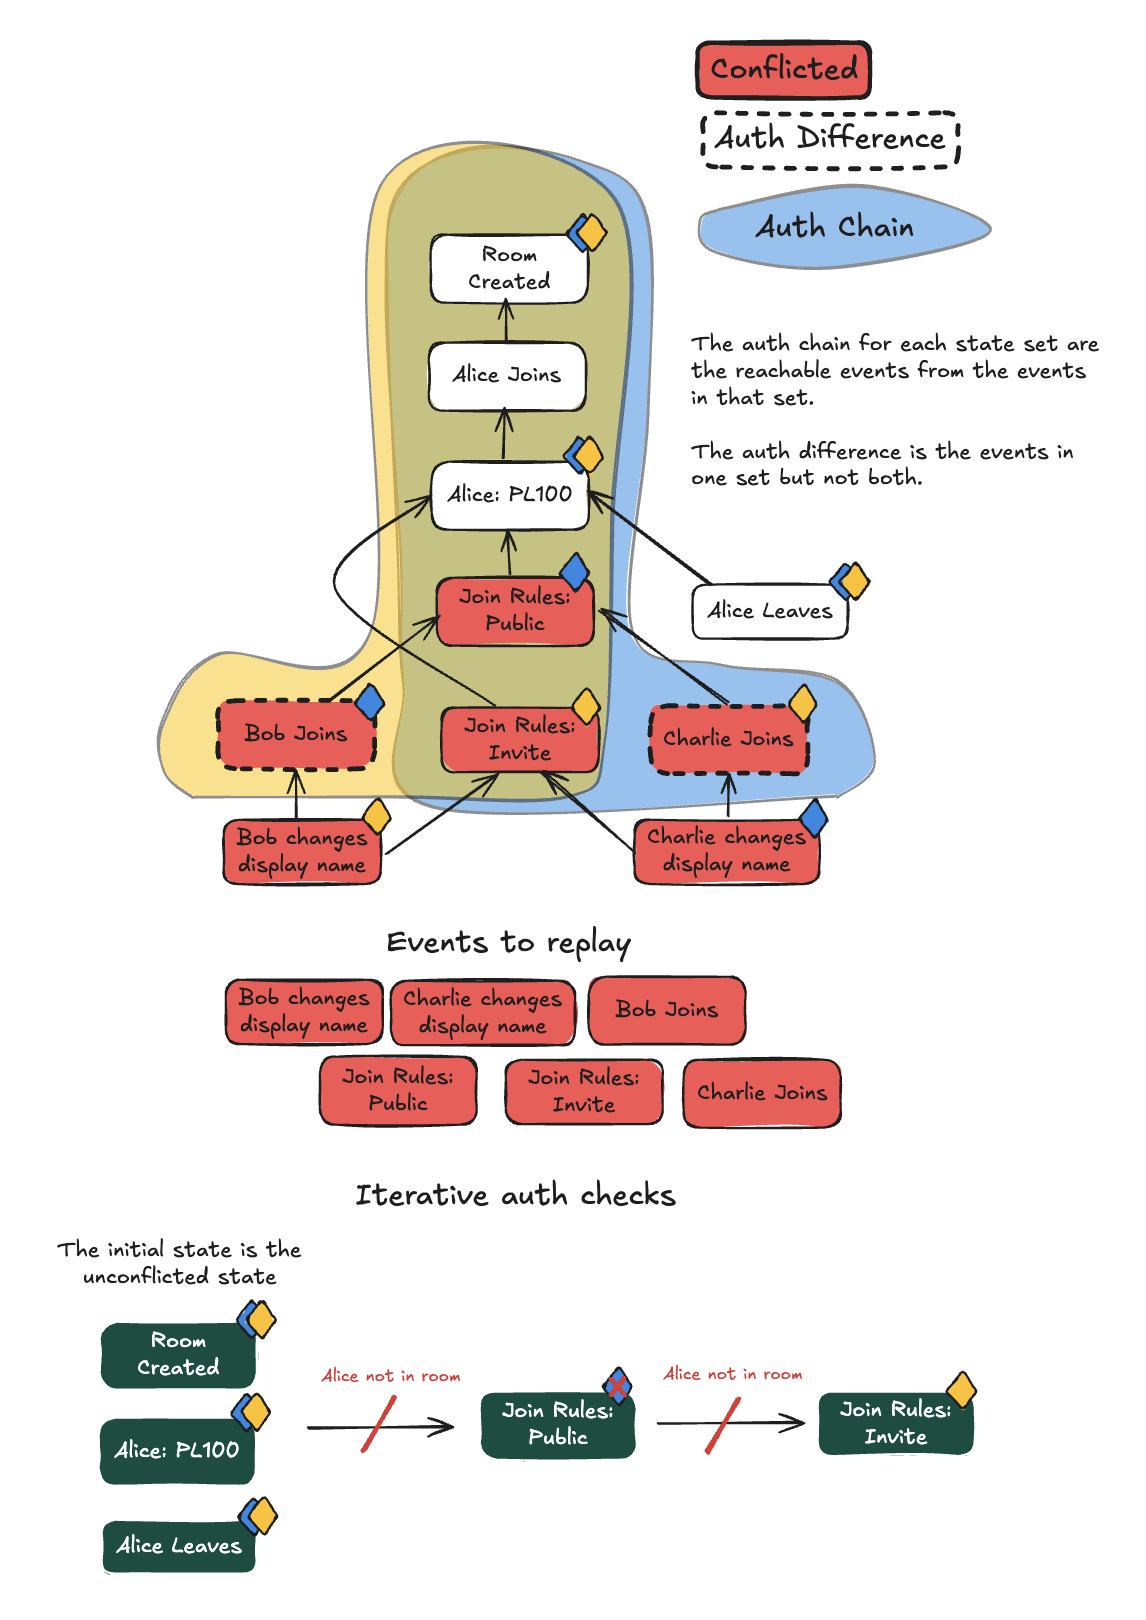 Conflicted
Auth Difference
Auth Chain
Room
Created
Alice Joins
The auth chain for each state set are
the reachable events from the events
in that set.
The auth difference is the events in
one set but not both.
Alice: PL100
Join Rules:
Public
Alice Leaves
Bob Joins
Join Rules:
Invite
Charlie Joins
Bob changes
display name
Charlie changes
display name
Events to replay
Bob changes
display name
Charlie changes
display name
Bob Joins
Join Rules:
Public
Join Rules:
Invite
Charlie Joins
Iterative auth checks
The initial state is the
unconflicted state
Room
Created
Alice: PL100
Alice Leaves
Alice not in room
Join Rules:
Public
Alice not in room
Join Rules:
Invite